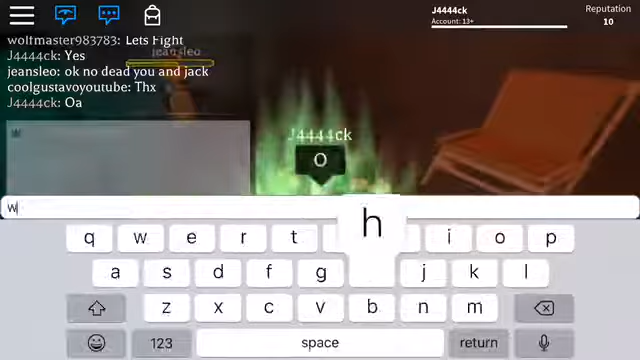 J4444ck
Account: 13+
Reputation
10
wolfmaster983783: Lets Fight
J4444ck: Yes
jeansleo: ok no dead you and jack
coolgustavoyoutube: Thx
J4444ck: Oa
jeansleo
J4444ck
O
w
q w e r t i o p
h
a s d f g j k l
z x c v b n m
123 space return